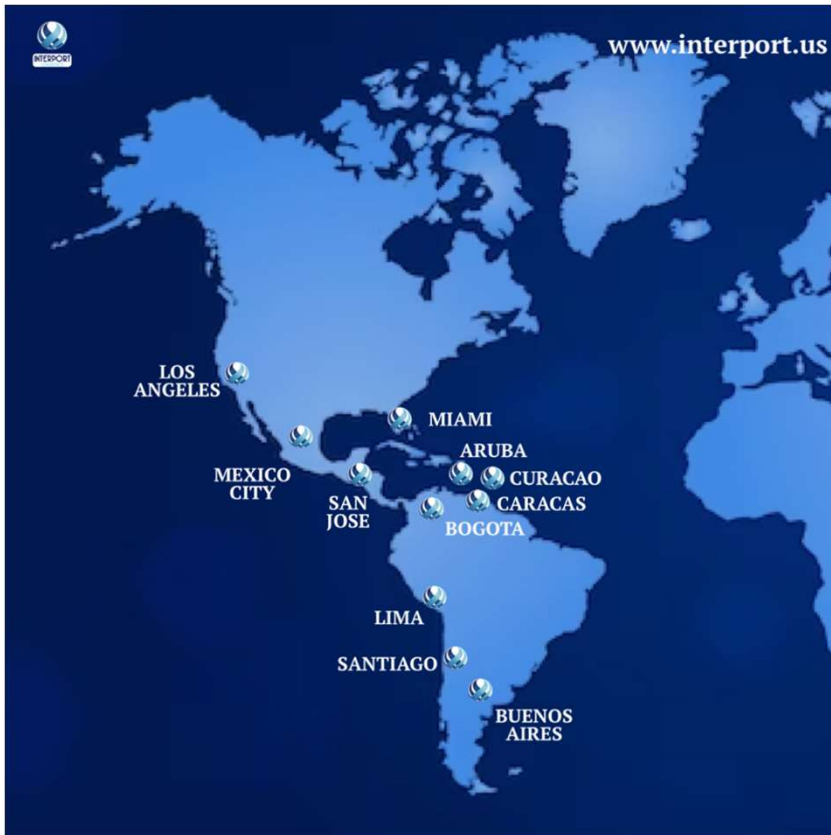 www.interport.us
INTERPORT
LOS
ANGELES
MIAMI
ARUBA
MEXICO
CITY
CURACAO
SAN
JOSE
CARACAS
BOGOTA
LIMA
SANTIAGO
BUENOS
AIRES